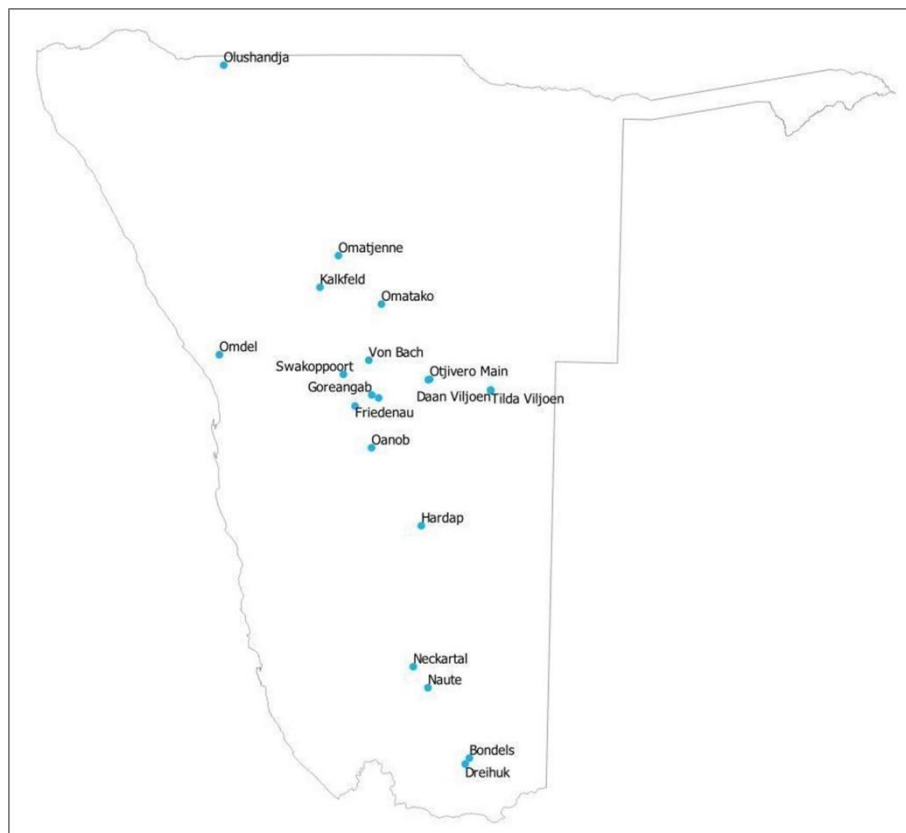 Olushandja
Omatjenne
Kalkfeld
Omatako
Omdel
Von Bach
Swakoppoort
Otjivero Main
Goreangab
Daan Viljoen
Tilda Viljoen
Friedenau
Oanob
Hardap
Neckartal
Naute
Bondels
Dreihuk